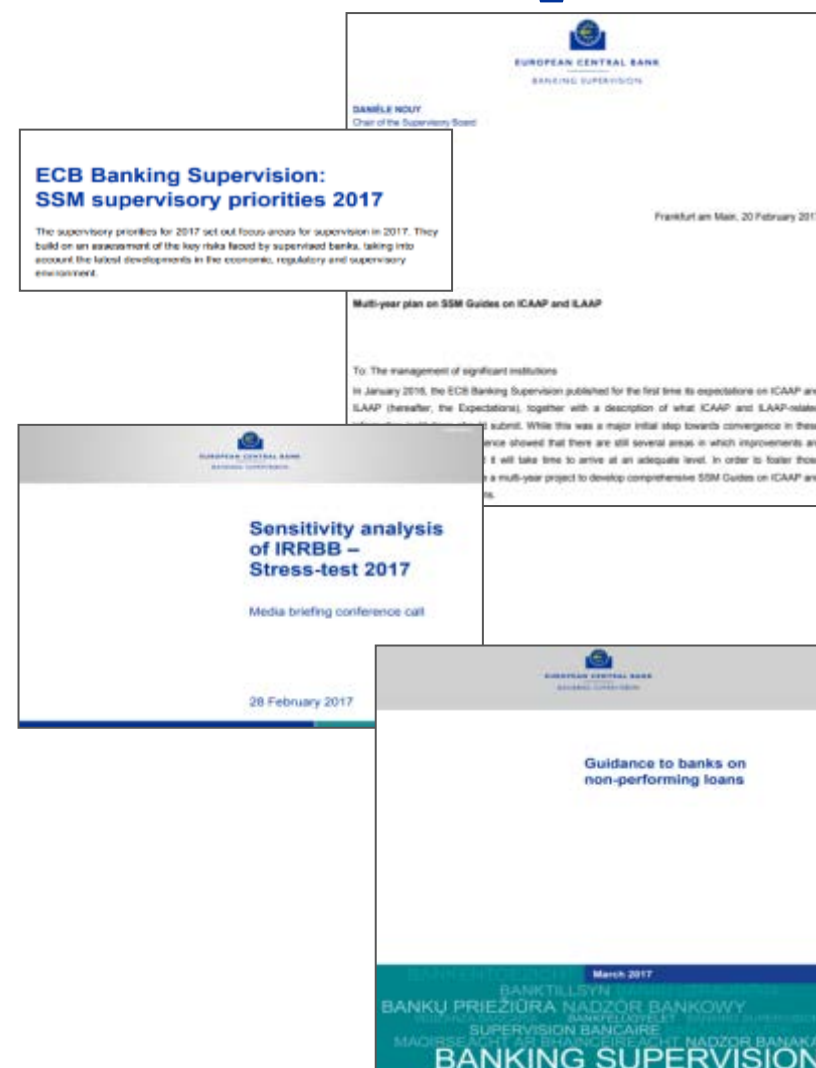 EUROPEAN CENTRAL BANK
BANKING SUPERVISION
DANIÈLE NOUY
Chair of the Supervisory Board
ECB Banking Supervision:
SSM supervisory priorities 2017
The supervisory priorities for 2017 set out focus areas for supervision in 2017. They
build on an assessment of the key risks faced by supervised banks, taking into
account the latest developments in the economic, regulatory and supervisory
environment.
Frankfurt am Main, 20 February 2017
Multi-year plan on SSM Guides on ICAAP and ILAAP
To: The management of significant institutions
In January 2016, the ECB Banking Supervision published for the first time its expectations on ICAAP and
ILAAP (hereafter, the Expectations), together with a description of what ICAAP and ILAAP-related
submit. While this was a major initial step towards convergence in these
ence showed that there are still several areas in which improvements are
it will take time to arrive at an adequate level. In order to foster those
a multi-year project to develop comprehensive SSM Guides on ICAAP and
EUROPEAN CENTRAL BANK
BANKING SUPERVISION
Sensitivity analysis
of IRRBB –
Stress-test 2017
Media briefing conference call
28 February 2017
EUROPEAN CENTRAL BANK
BANKING SUPERVISION
Guidance to banks on
non-performing loans
March 2017
BANKENTOEZICHT
BANKTILLSYN
BANKŲ PRIEŽIŪRA NADZÓR BANKOWY
BANKFELÜGYELET
SUPERVISION BANCAIRE
MAOIRSEACHT AR BHAINCÉIREACHT NADZOR BANAKA
BANKING SUPERVISION